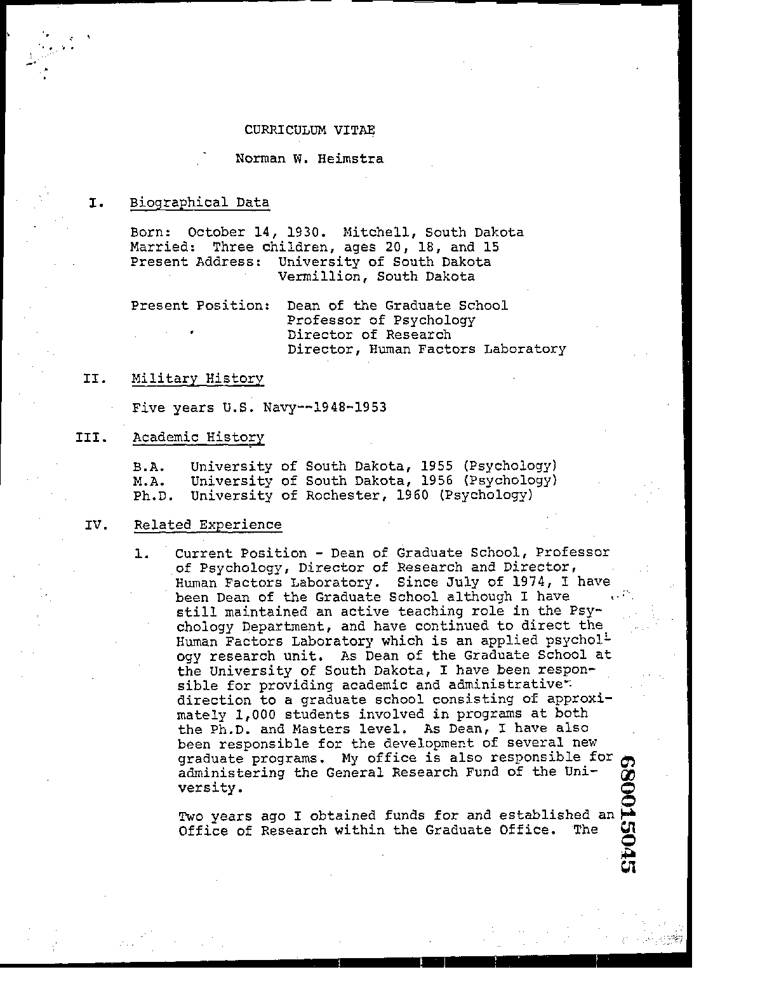 CURRICULUM VITAE
Norman W. Heimstra
I. Biographical Data
Born: October 14, 1930. Mitchell, South Dakota
Married: Three children, ages 20, 18, and 15
Present Address: University of South Dakota
Vermillion, South Dakota
Present Position: Dean of the Graduate School
Professor of Psychology
Director of Research
Director, Human Factors Laboratory
II. Military History
Five years U.S. Navy--1948-1953
III. Academic History
B.A. University of South Dakota, 1955 (Psychology)
M.A. University of South Dakota, 1956 (Psychology)
Ph.D. University of Rochester, 1960 (Psychology)
IV. Related Experience
1. Current Position - Dean of Graduate School, Professor
of Psychology, Director of Research and Director,
Human Factors Laboratory. Since July of 1974, I have
been Dean of the Graduate School although I have
still maintained an active teaching role in the Psy-
chology Department, and have continued to direct the
Human Factors Laboratory which is an applied psychol-
ogy research unit. As Dean of the Graduate School at
the University of South Dakota, I have been respon-
sible for providing academic and administrative
direction to a graduate school consisting of approxi-
mately 1,000 students involved in programs at both
the Ph.D. and Masters level. As Dean, I have also
been responsible for the development of several new
graduate programs. My office is also responsible for
administering the General Research Fund of the Uni-
versity.
Two years ago I obtained funds for and established an
Office of Research within the Graduate Office. The
680015045